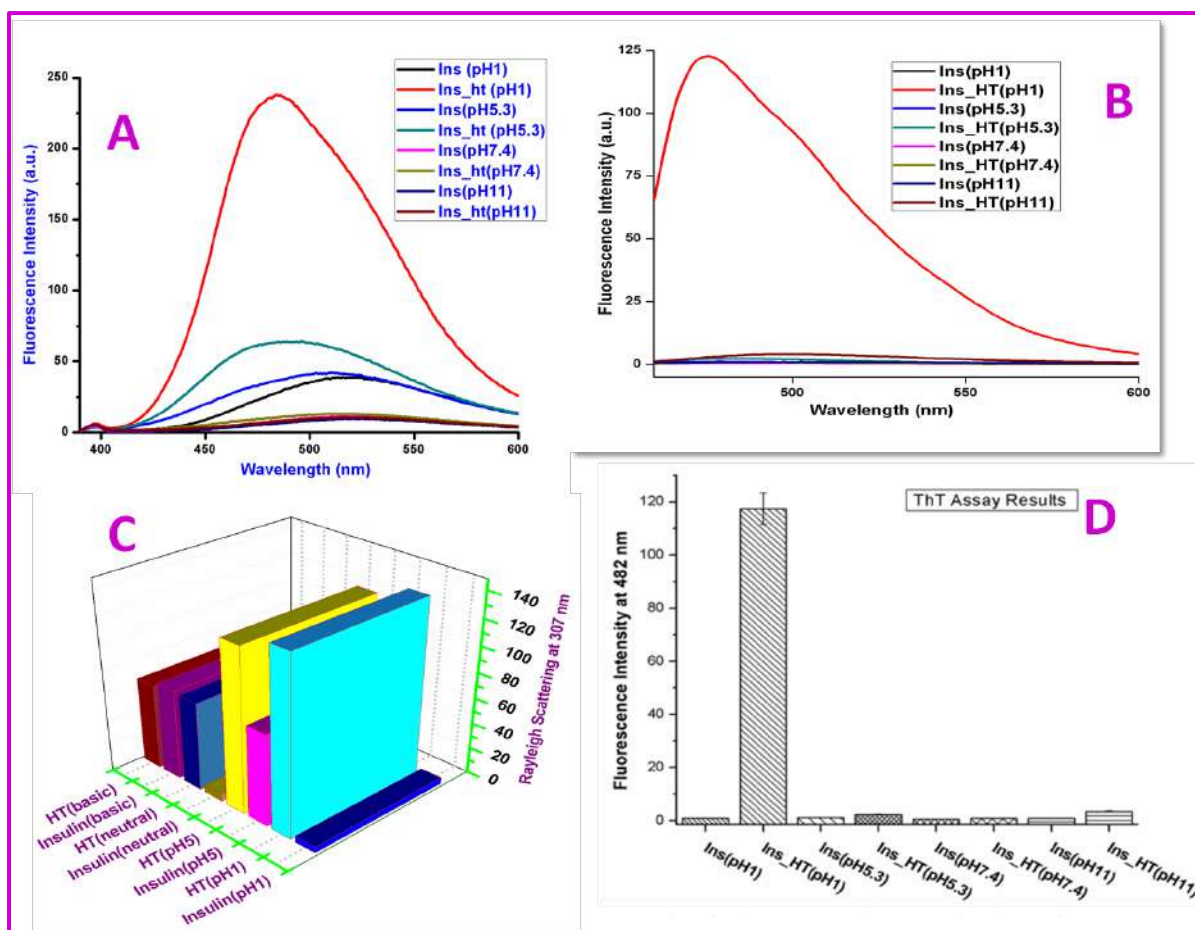 A
Fluorescence Intensity (a.u.)
250
200
150
100
50
0
400
450
500
550
600
Wavelength (nm)
Ins (pH1)
Ins_ht (pH1)
Ins(pH5.3)
Ins_ht (pH5.3)
Ins(pH7.4)
Ins_ht(pH7.4)
Ins(pH11)
Ins_ht(pH11)
B
Fluorescence Intensity (a.u.)
125
100
75
50
25
0
500
550
600
Wavelength (nm)
Ins(pH1)
Ins_HT(pH1)
Ins(pH5.3)
Ins_HT(pH5.3)
Ins(pH7.4)
Ins_HT(pH7.4)
Ins(pH11)
Ins_HT(pH11)
C
140
120
100
80
60
40
20
0
Rayleigh Scattering at 307 nm
HT(basic)
Insulin(basic)
HT(neutral)
Insulin(neutral)
HT(pH5)
Insulin(pH5)
HT(pH1)
Insulin(pH1)
D
ThT Assay Results
Fluorescence Intensity at 482 nm
120
100
80
60
40
20
0
Ins(pH1)
Ins_HT(pH1)
Ins(pH5.3)
Ins_HT(pH5.3)
Ins(pH7.4)
Ins_HT(pH7.4)
Ins(pH11)
Ins_HT(pH11)